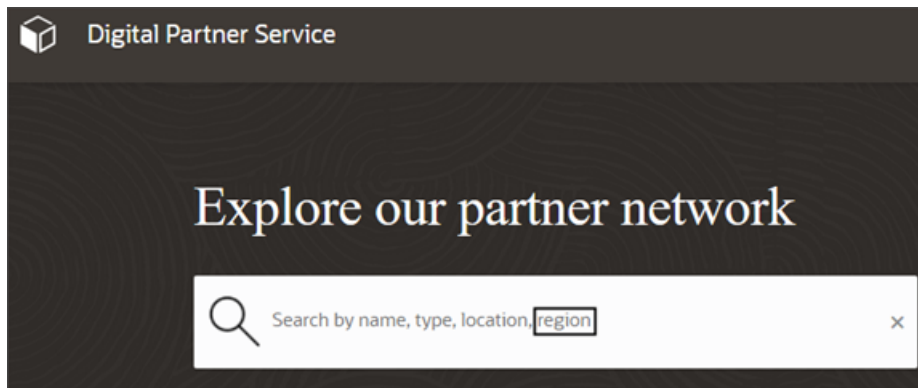 Digital Partner Service
Explore our partner network
Search by name, type, location, region